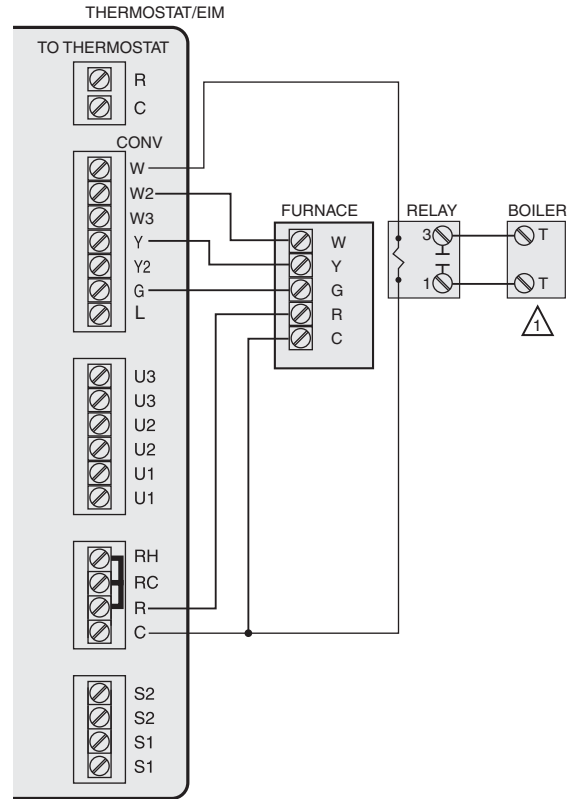 THERMOSTAT/EIM
TO THERMOSTAT
R
C
CONV
W
W2
W3
Y
Y2
G
L
U3
U3
U2
U2
U1
U1
RH
RC
R
C
S2
S2
S1
S1
FURNACE
W
Y
G
R
C
RELAY
3
1
BOILER
T
T
1